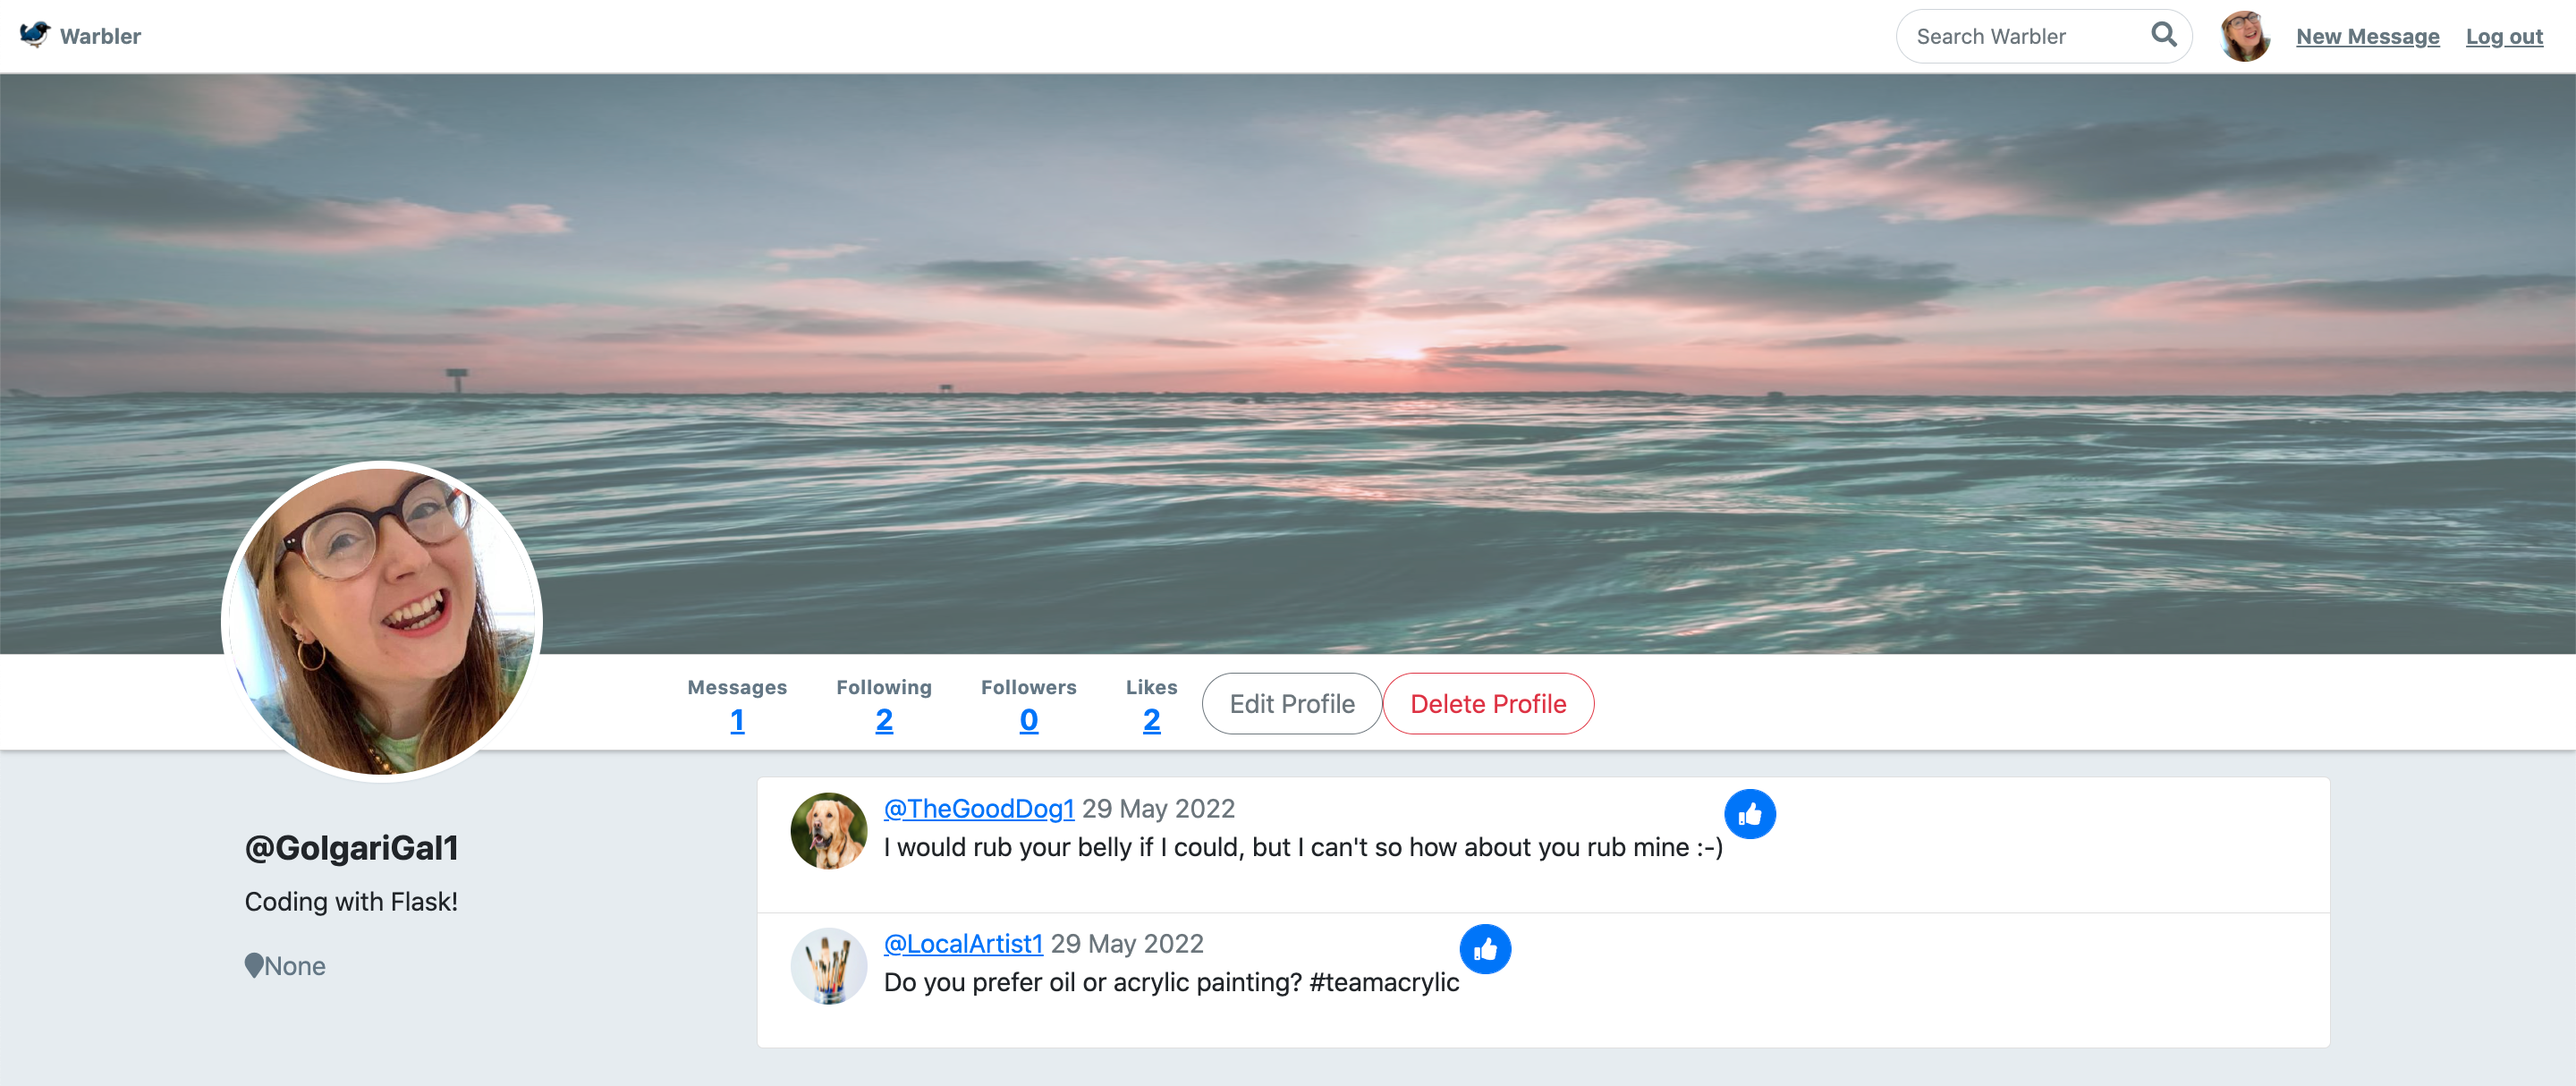 Warbler
Search Warbler
New Message
Log out
Messages
1
Following
2
Followers
0
Likes
2
Edit Profile
Delete Profile
@GolgariGal1
Coding with Flask!
None
@TheGoodDog1 29 May 2022
I would rub your belly if I could, but I can't so how about you rub mine :-)
@LocalArtist1 29 May 2022
Do you prefer oil or acrylic painting? #teamacrylic